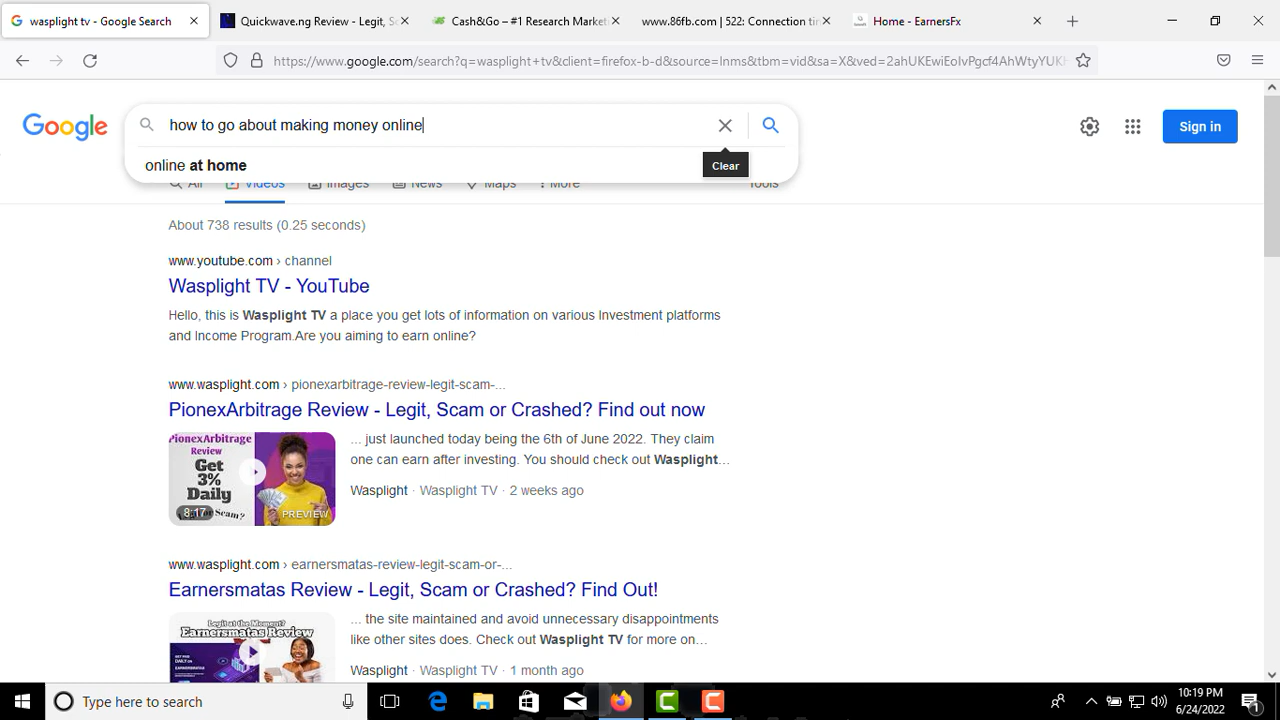 wasplight tv - Google Search
Quickwave.ng Review - Legit, S
Cash&Go – #1 Research Market
www.86fb.com | 522: Connection tim
Home - EarnersFx
https://www.google.com/search?q=wasplight+tv&client=firefox-b-d&source=lnms&tbm=vid&sa=X&ved=2ahUKEwiEoIvPgcf4AhWtyYUKH
Google
how to go about making money online
Sign in
online at home
Clear
All
Videos
Images
News
Maps
More
Tools
About 738 results (0.25 seconds)
www.youtube.com › channel
Wasplight TV - YouTube
Hello, this is Wasplight TV a place you get lots of information on various Investment platforms
and Income Program.Are you aiming to earn online?
www.wasplight.com › pionexarbitrage-review-legit-scam-...
PionexArbitrage Review - Legit, Scam or Crashed? Find out now
PionexArbitrage
Review
Get
3%
Daily
Scam?
8:17
PREVIEW
... just launched today being the 6th of June 2022. They claim
one can earn after investing. You should check out Wasplight...
Wasplight · Wasplight TV · 2 weeks ago
www.wasplight.com › earnersmatas-review-legit-scam-or-...
Earnersmatas Review - Legit, Scam or Crashed? Find Out!
Legit at the Moment?
Earnersmatas Review
... the site maintained and avoid unnecessary disappointments
like other sites does. Check out Wasplight TV for more on...
Wasplight · Wasplight TV · 1 month ago
Type here to search
10:19 PM
6/24/2022
1